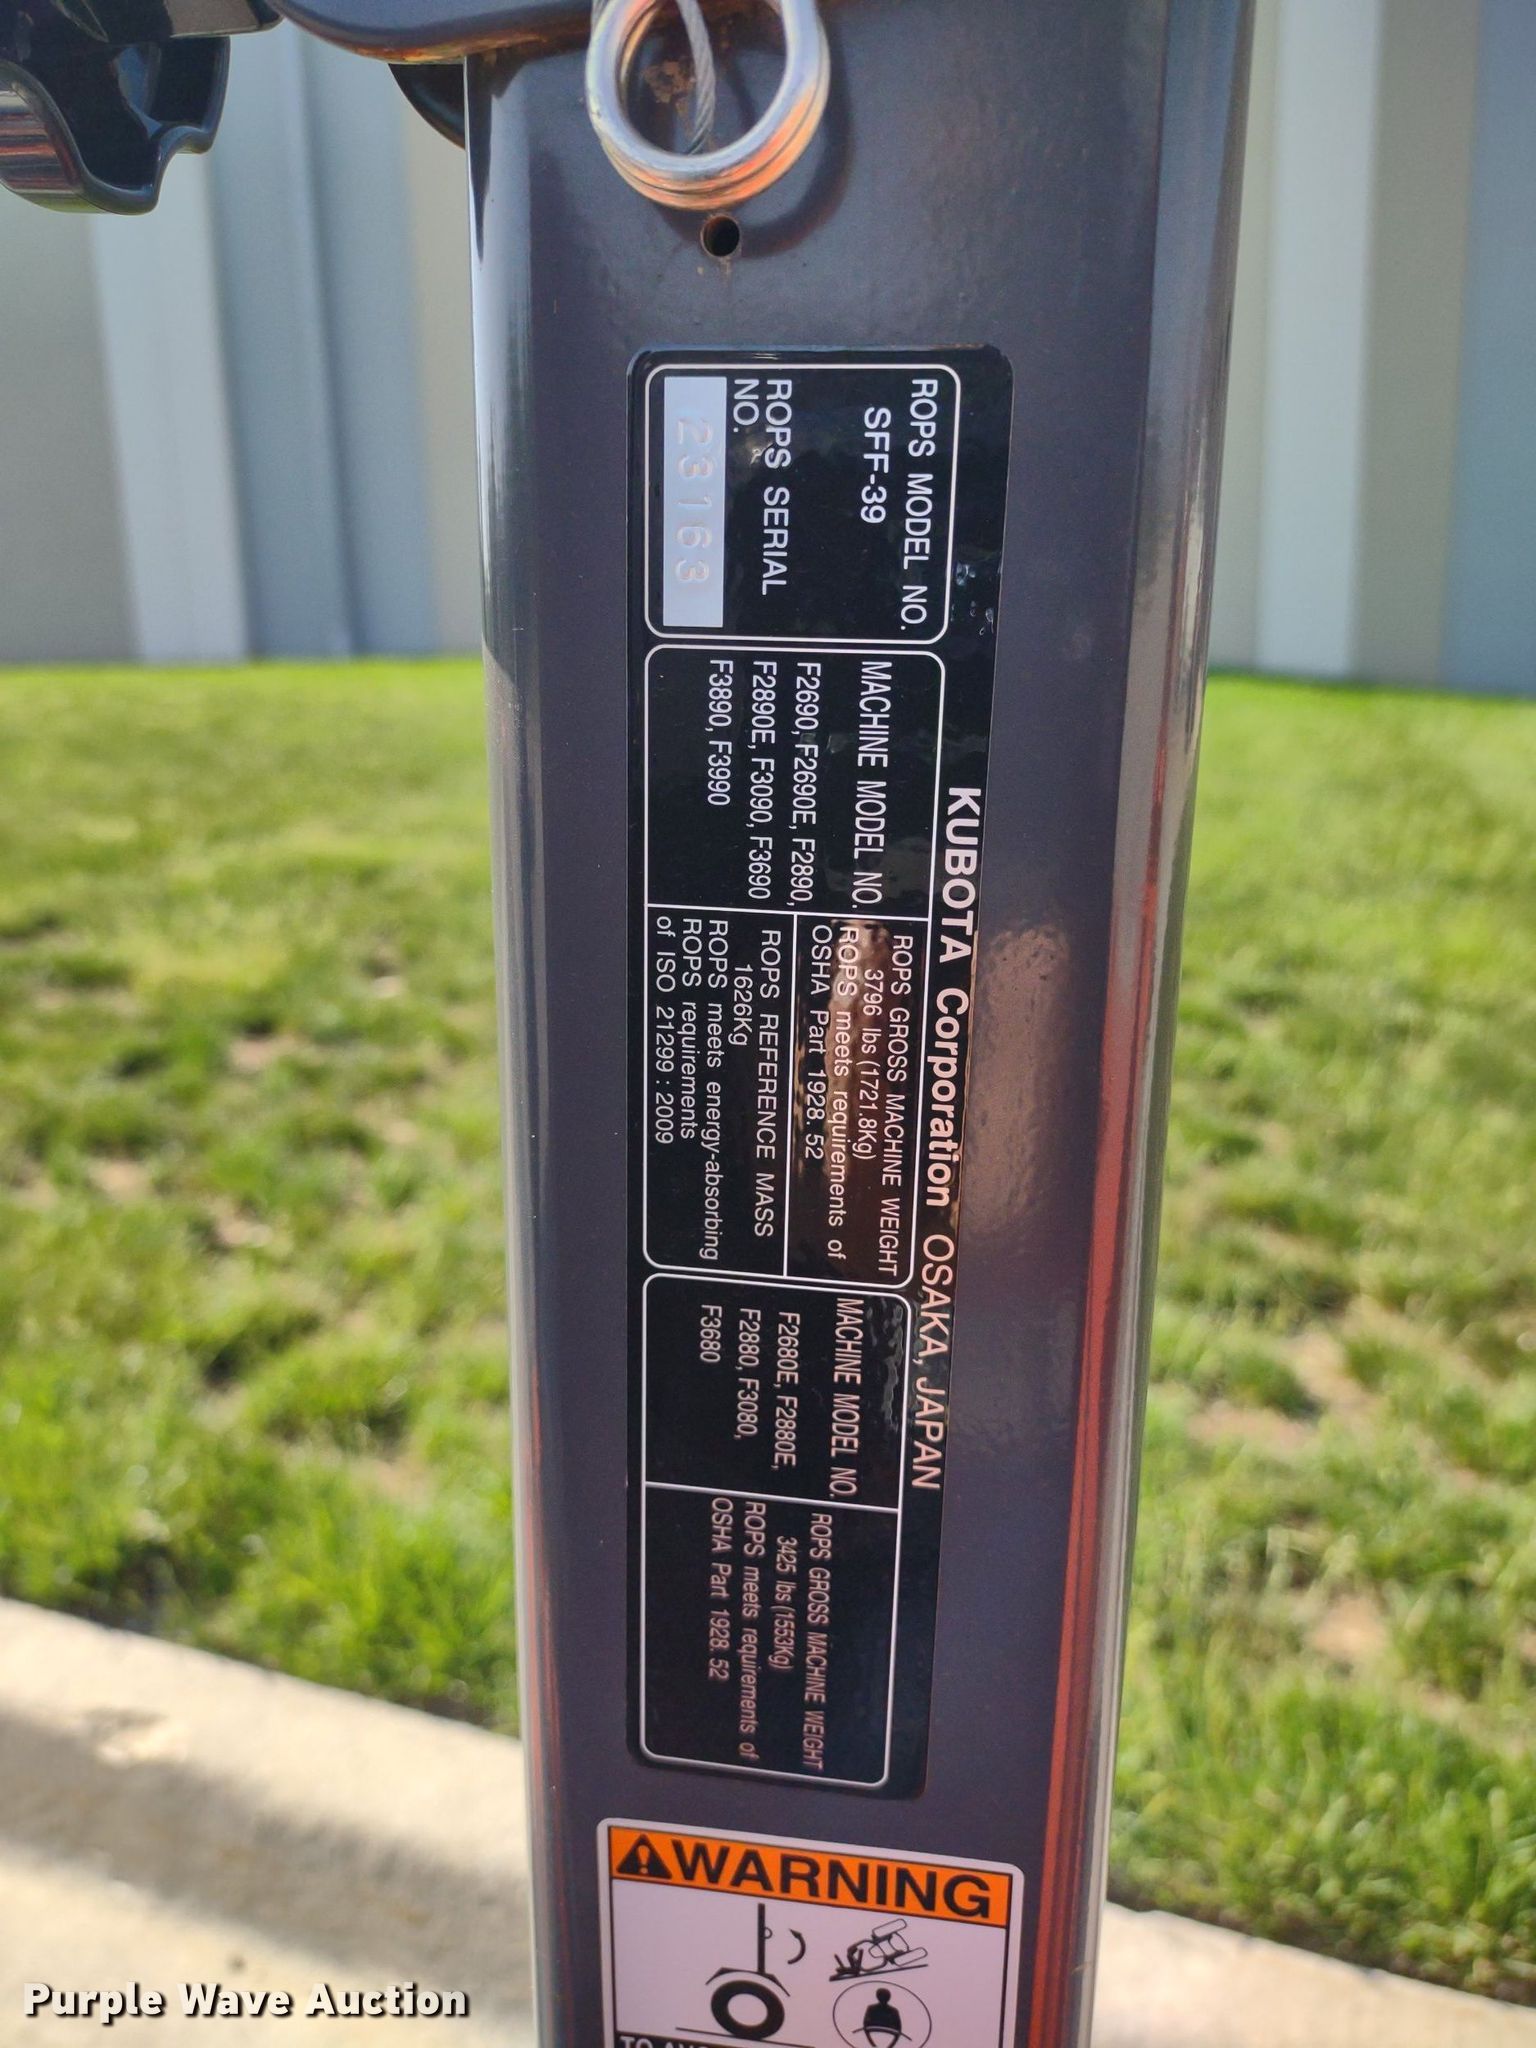 KUBOTA Corporation OSAKA, JAPAN
ROPS MODEL NO.
SFF-39
ROPS SERIAL
NO.
23163
MACHINE MODEL NO.
F2690, F2690E, F2890,
F2890E, F3090, F3690
F3890, F3990
ROPS GROSS MACHINE WEIGHT
3796 lbs (1721.8Kg)
ROPS meets requirements of
OSHA Part 1928. 52
ROPS REFERENCE MASS
1626Kg
ROPS meets energy-absorbing
ROPS requirements
of ISO 21299 : 2009
MACHINE MODEL NO.
F2680E, F2880E,
F2880, F3080,
F3680
ROPS GROSS MACHINE WEIGHT
3425 lbs (1553Kg)
ROPS meets requirements of
OSHA Part 1928. 52
WARNING
Purple Wave Auction